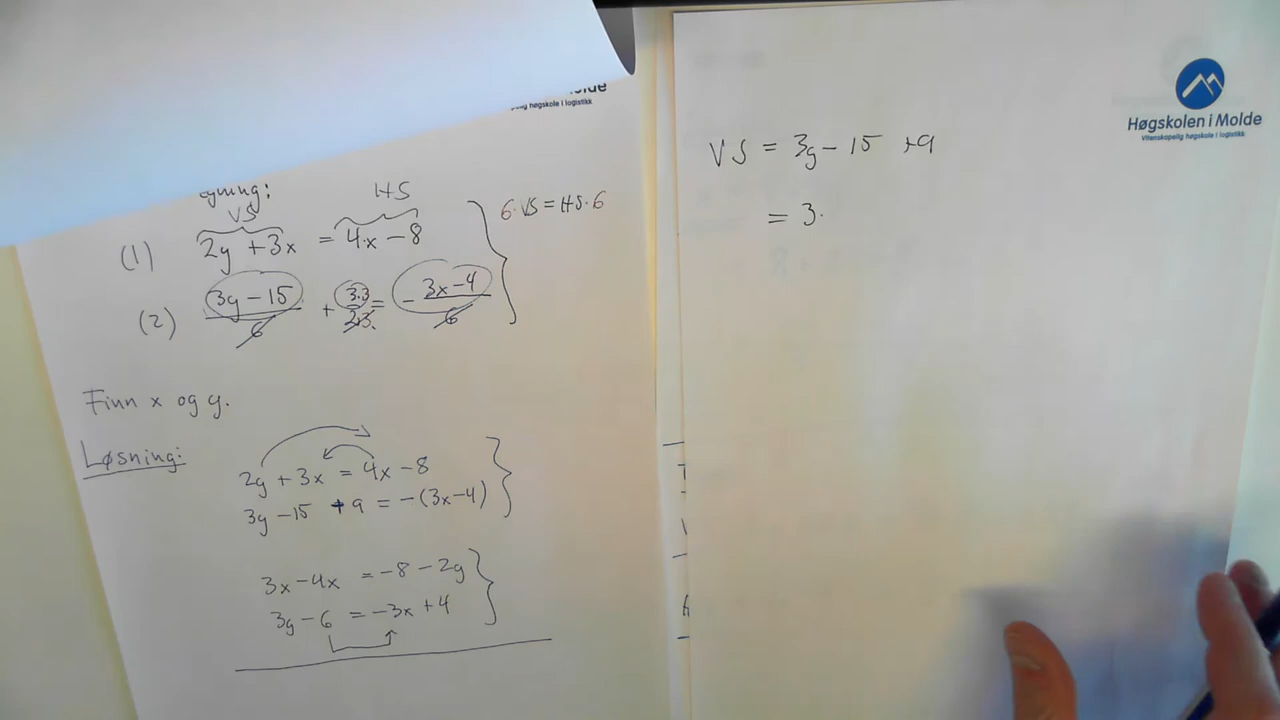 VS HS
(1) 2y + 3x = 4x - 8
6·VS = HS·6
(2) (3y - 15)/6 + (3·3)/(2·3) = - (3x - 4)/6
Finn x og y.
Løsning:
2y + 3x = 4x - 8
3y - 15 + 9 = -(3x-4)
3x - 4x = -8 - 2y
3y - 6 = -3x + 4
Høgskolen i Molde
Vitenskapelig høgskole i logistikk
VS = 3y - 15 + 9
= 3·
høgskole i logistikk